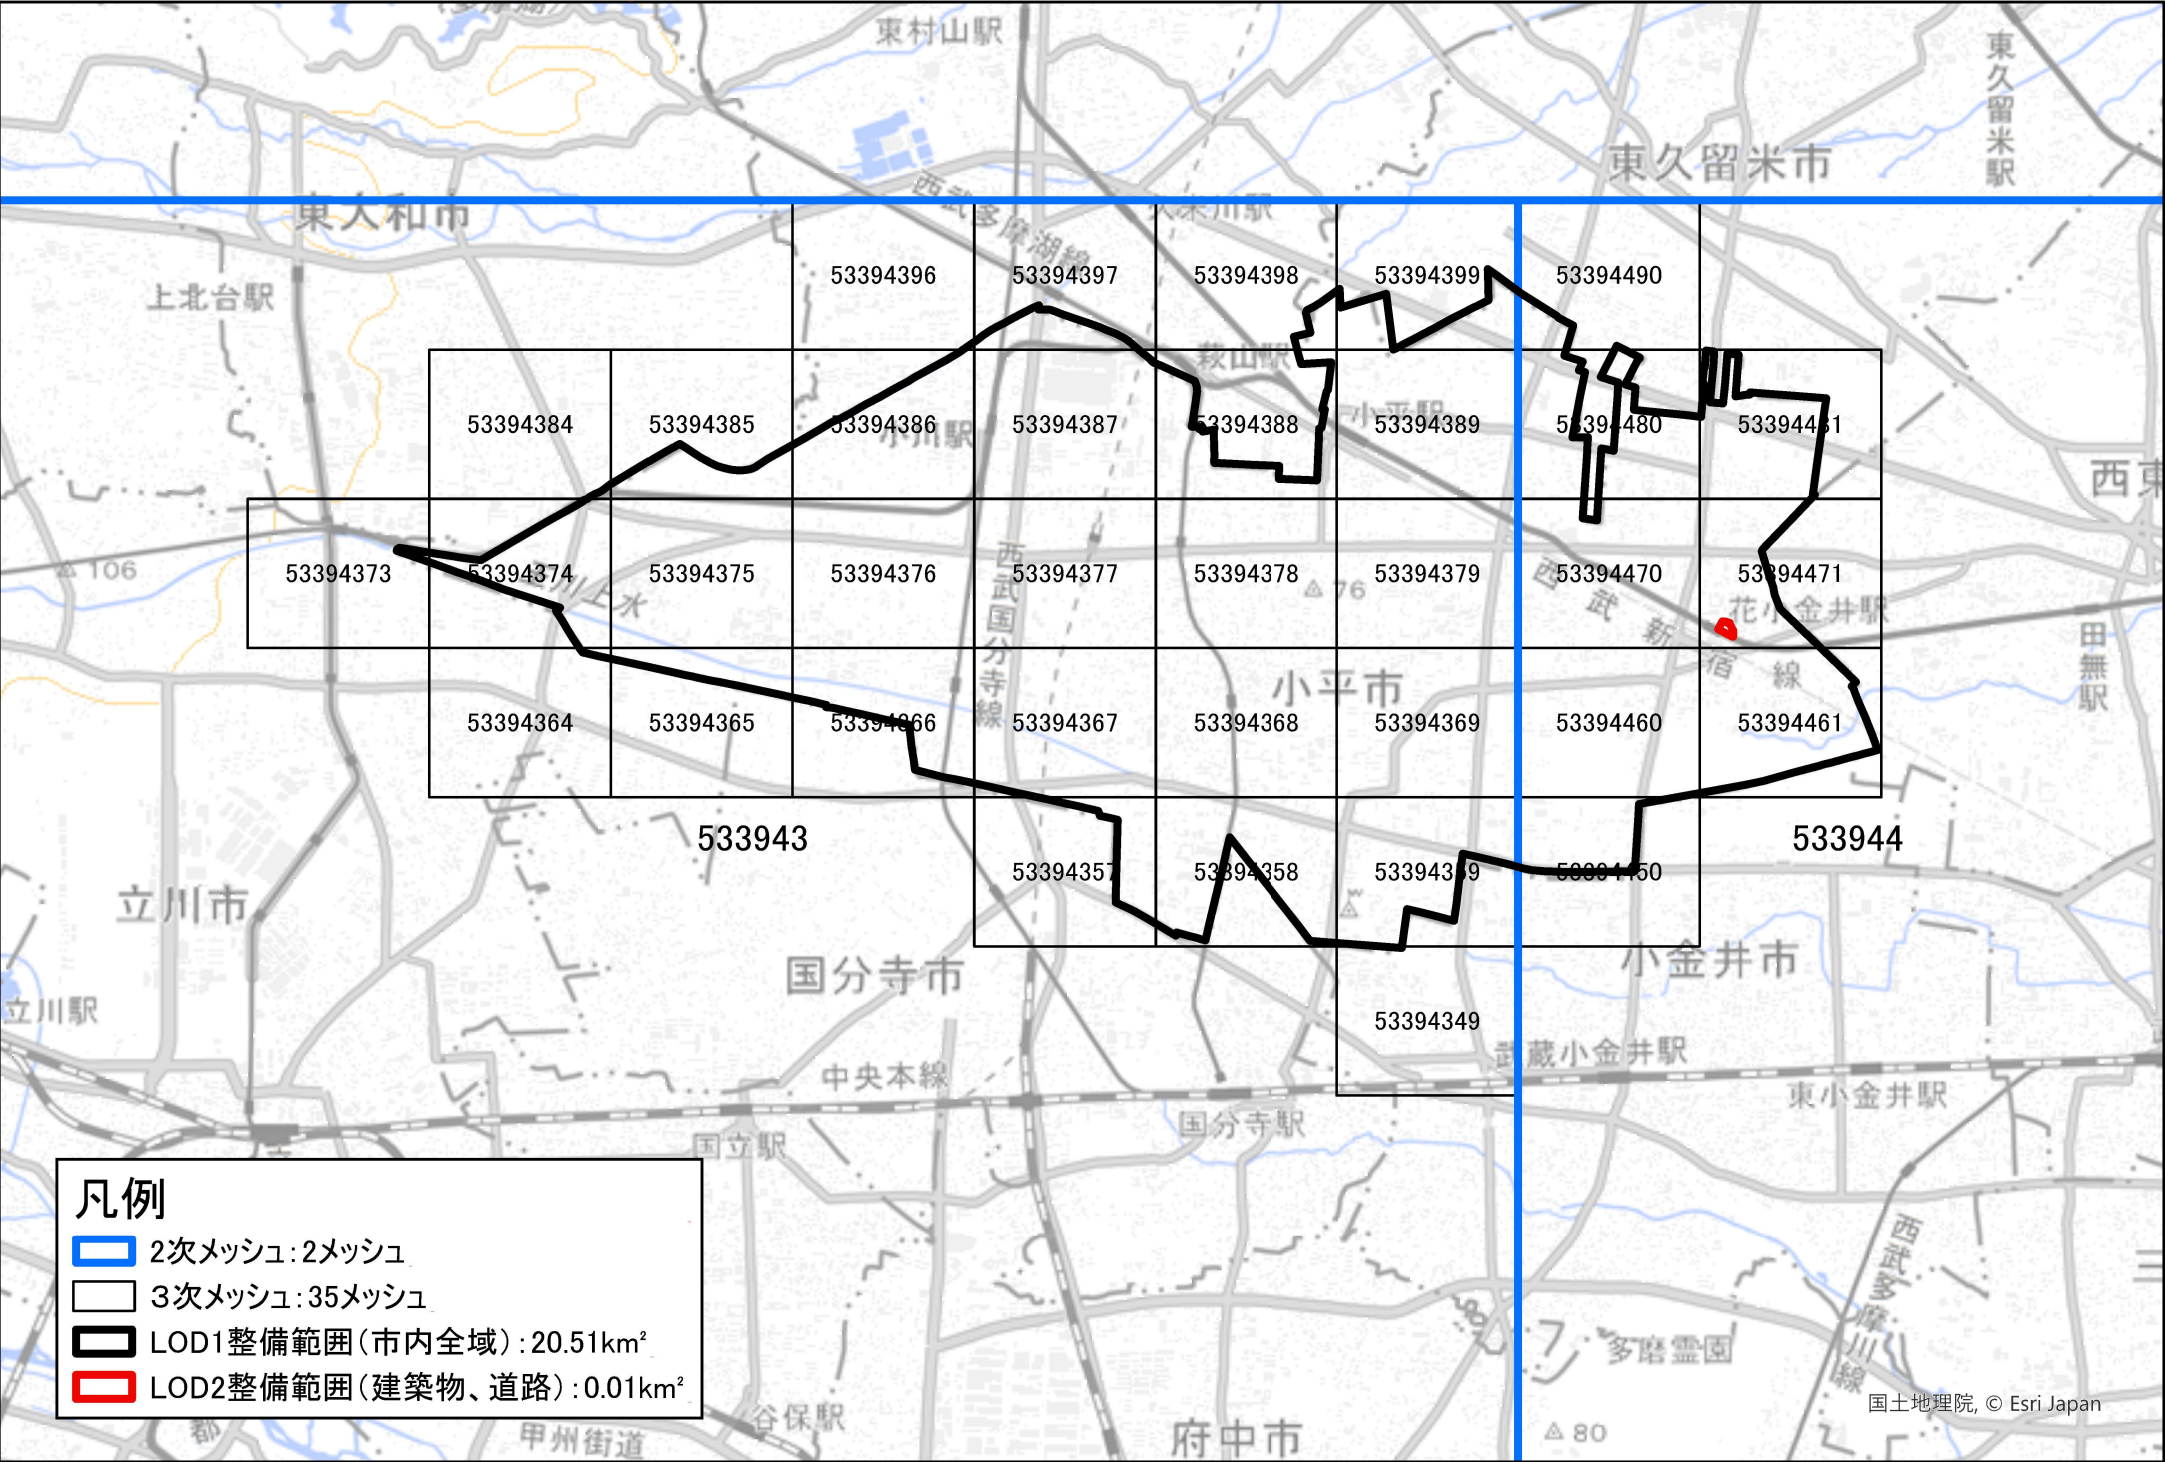 東村山駅
東久留米駅
東久留米市
東大和市
西武多摩湖線
久米川駅
上北台駅
53394396
53394397
53394398
53394399
53394490
萩山駅
小川駅
小平駅
53394384
53394385
53394386
53394387
53394388
53394389
53394480
53394481
西東
106
玉川上水
西武国分寺線
76
西武新宿線
花小金井駅
田無駅
53394373
53394374
53394375
53394376
53394377
53394378
53394379
53394470
53394471
小平市
53394364
53394365
53394366
53394367
53394368
53394369
53394460
53394461
533943
533944
53394357
53394358
53394359
53394450
立川市
国分寺市
小金井市
立川駅
53394349
武蔵小金井駅
中央本線
東小金井駅
国分寺駅
国立駅
凡例
2次メッシュ：2メッシュ
３次メッシュ：35メッシュ
LOD1整備範囲（市内全域）：20.51km²
LOD2整備範囲（建築物、道路）：0.01km²
西武多摩川線
多磨霊園
谷保駅
甲州街道
府中市
80
国土地理院, © Esri Japan